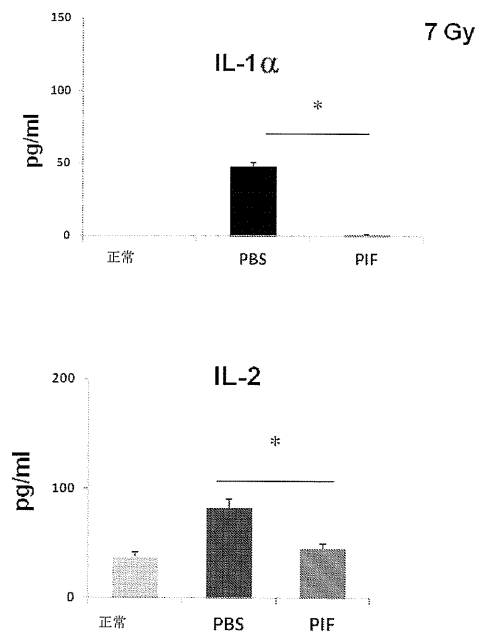 7 Gy
IL-1α
150
100
50
0
pg/ml
*
正常 PBS PIF
IL-2
200
100
0
pg/ml
*
正常 PBS PIF